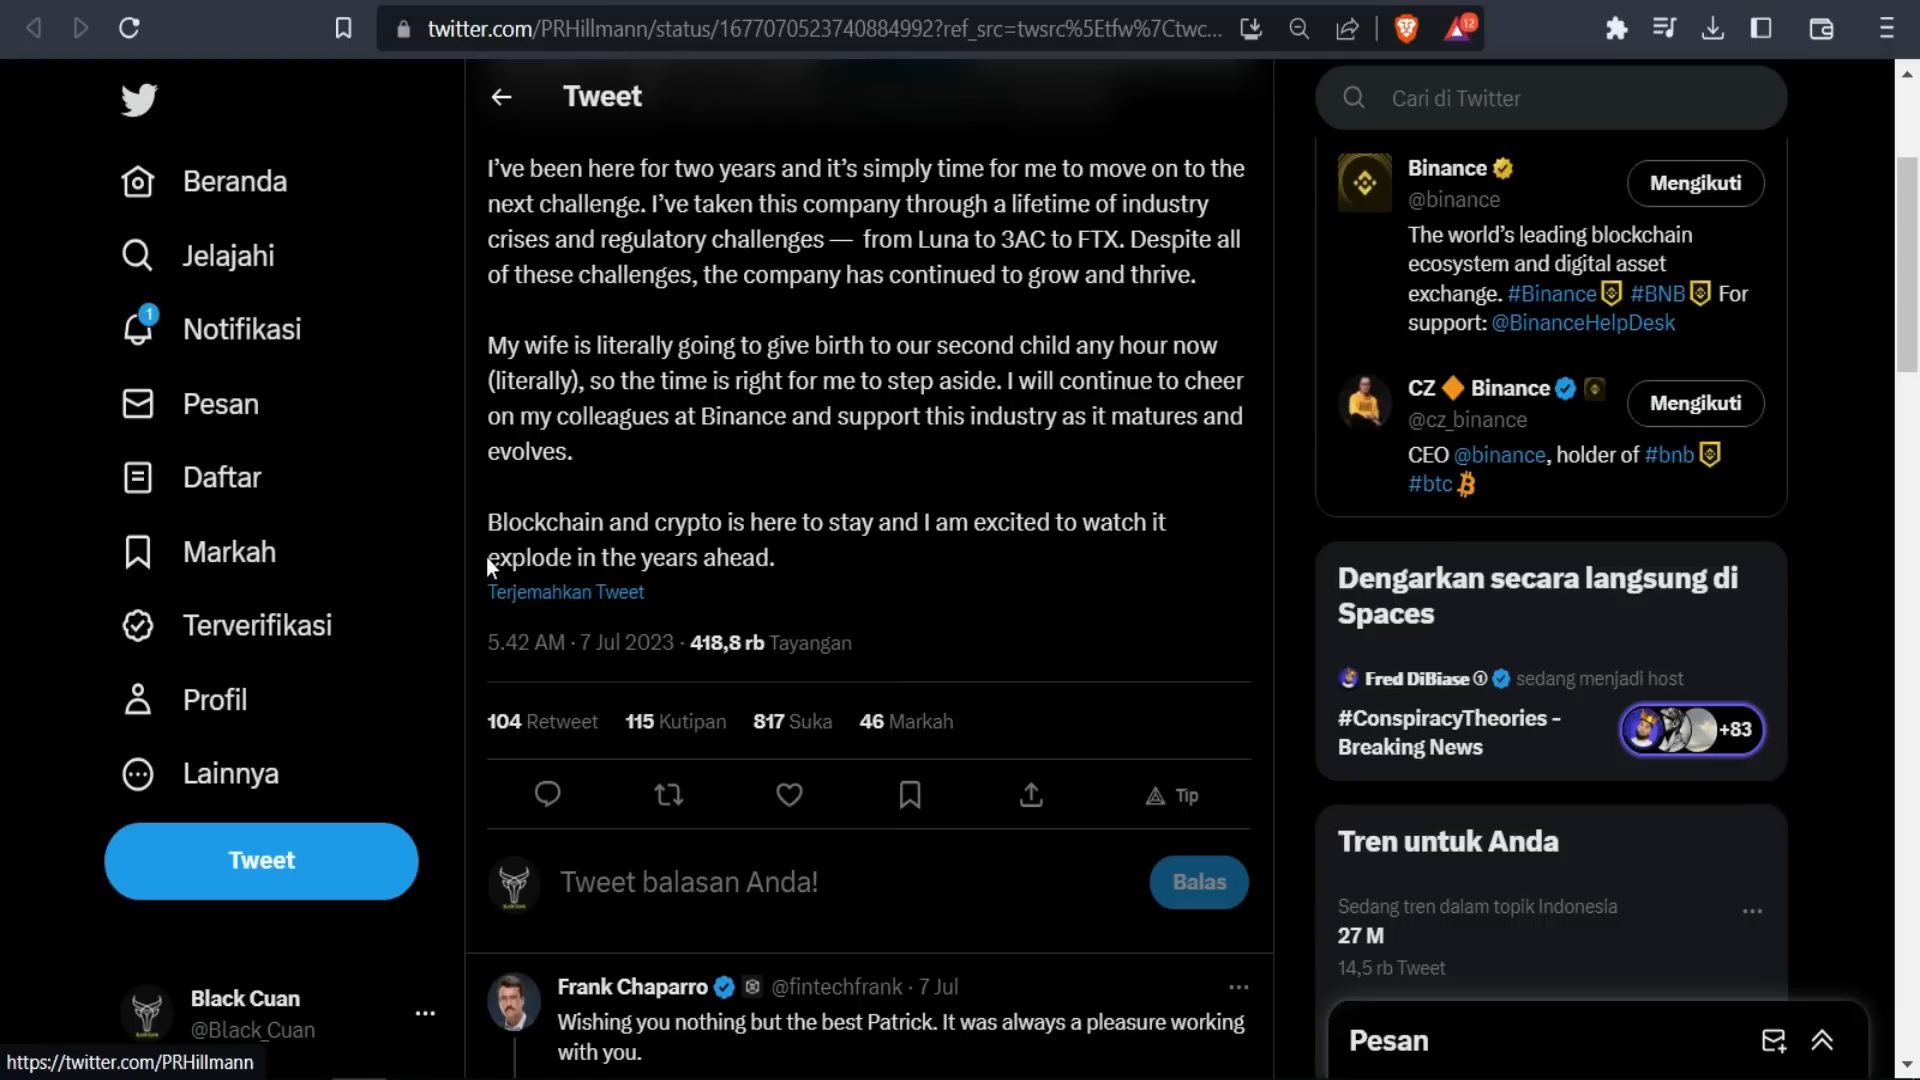 twitter.com/PRHillmann/status/1677070523740884992?ref_src=twsrc%5Etfw%7Ctwc...
12
Beranda
Jelajahi
1
Notifikasi
Pesan
Daftar
Markah
Terverifikasi
Profil
Lainnya
Tweet
Black Cuan
@Black_Cuan
https://twitter.com/PRHillmann
Tweet
I’ve been here for two years and it’s simply time for me to move on to the
next challenge. I’ve taken this company through a lifetime of industry
crises and regulatory challenges — from Luna to 3AC to FTX. Despite all
of these challenges, the company has continued to grow and thrive.
My wife is literally going to give birth to our second child any hour now
(literally), so the time is right for me to step aside. I will continue to cheer
on my colleagues at Binance and support this industry as it matures and
evolves.
Blockchain and crypto is here to stay and I am excited to watch it
explode in the years ahead.
Terjemahkan Tweet
5.42 AM · 7 Jul 2023 · 418,8 rb Tayangan
104 Retweet 115 Kutipan 817 Suka 46 Markah
Tip
Tweet balasan Anda!
Balas
Frank Chaparro @fintechfrank · 7 Jul
Wishing you nothing but the best Patrick. It was always a pleasure working
with you.
Cari di Twitter
Binance
@binance
Mengikuti
The world’s leading blockchain
ecosystem and digital asset
exchange. #Binance #BNB For
support: @BinanceHelpDesk
CZ Binance
@cz_binance
Mengikuti
CEO @binance, holder of #bnb
#btc
Dengarkan secara langsung di
Spaces
Fred DiBiase sedang menjadi host
#ConspiracyTheories -
Breaking News
+83
Tren untuk Anda
Sedang tren dalam topik Indonesia
27 M
14,5 rb Tweet
Pesan